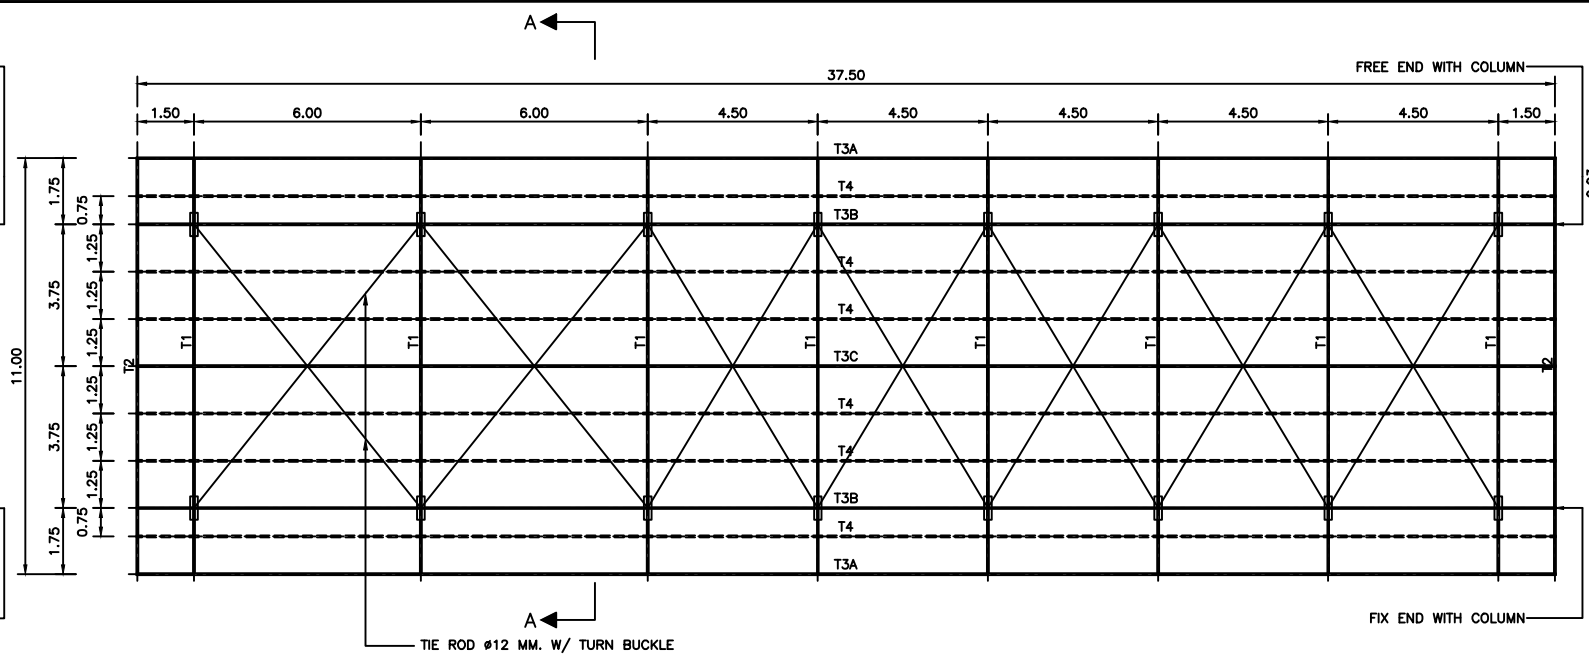 A
FREE END WITH COLUMN
37.50
1.50 6.00 6.00 4.50 4.50 4.50 4.50 4.50 1.50
T3A
1.75
T4
0.75
T3B
1.25
T4
3.75
1.25
T4
1.25
T1 T1 T1 T1 T1 T1 T1 T1
11.00
T2 T3C T2
1.25
T4
3.75
1.25
T4
1.25
T3B
0.75
T4
1.75
T3A
A
FIX END WITH COLUMN
TIE ROD ø12 MM. W/ TURN BUCKLE